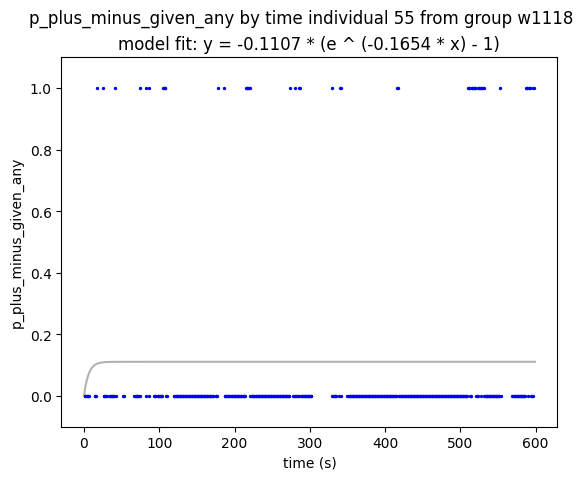 p_plus_minus_given_any by time individual 55 from group w1118
model fit: y = -0.1107 * (e ^ (-0.1654 * x) - 1)
1.0
0.8
0.6
0.4
0.2
0.0
p_plus_minus_given_any
0 100 200 300 400 500 600
time (s)